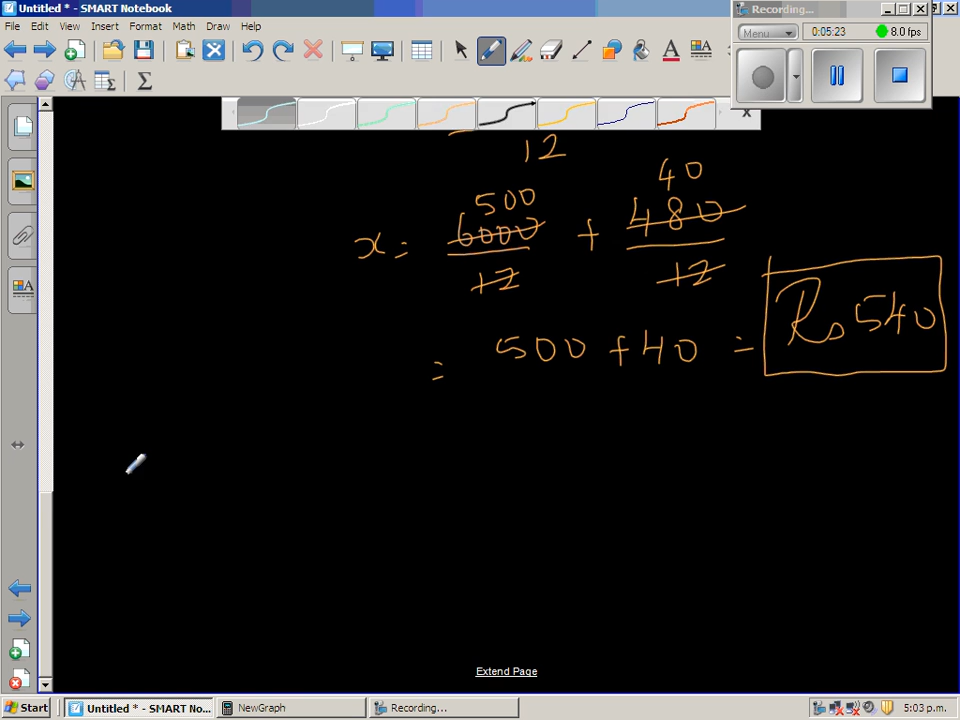 Untitled * - SMART Notebook
Recording...
File Edit View Insert Format Math Draw Help
Menu
0:05:23
8.0 fps
12
500 40
x = 6000 + 480
12 12
= 500 + 40 = Rs 540
Extend Page
Start
Untitled * - SMART No...
NewGraph
Recording...
5:03 p.m.